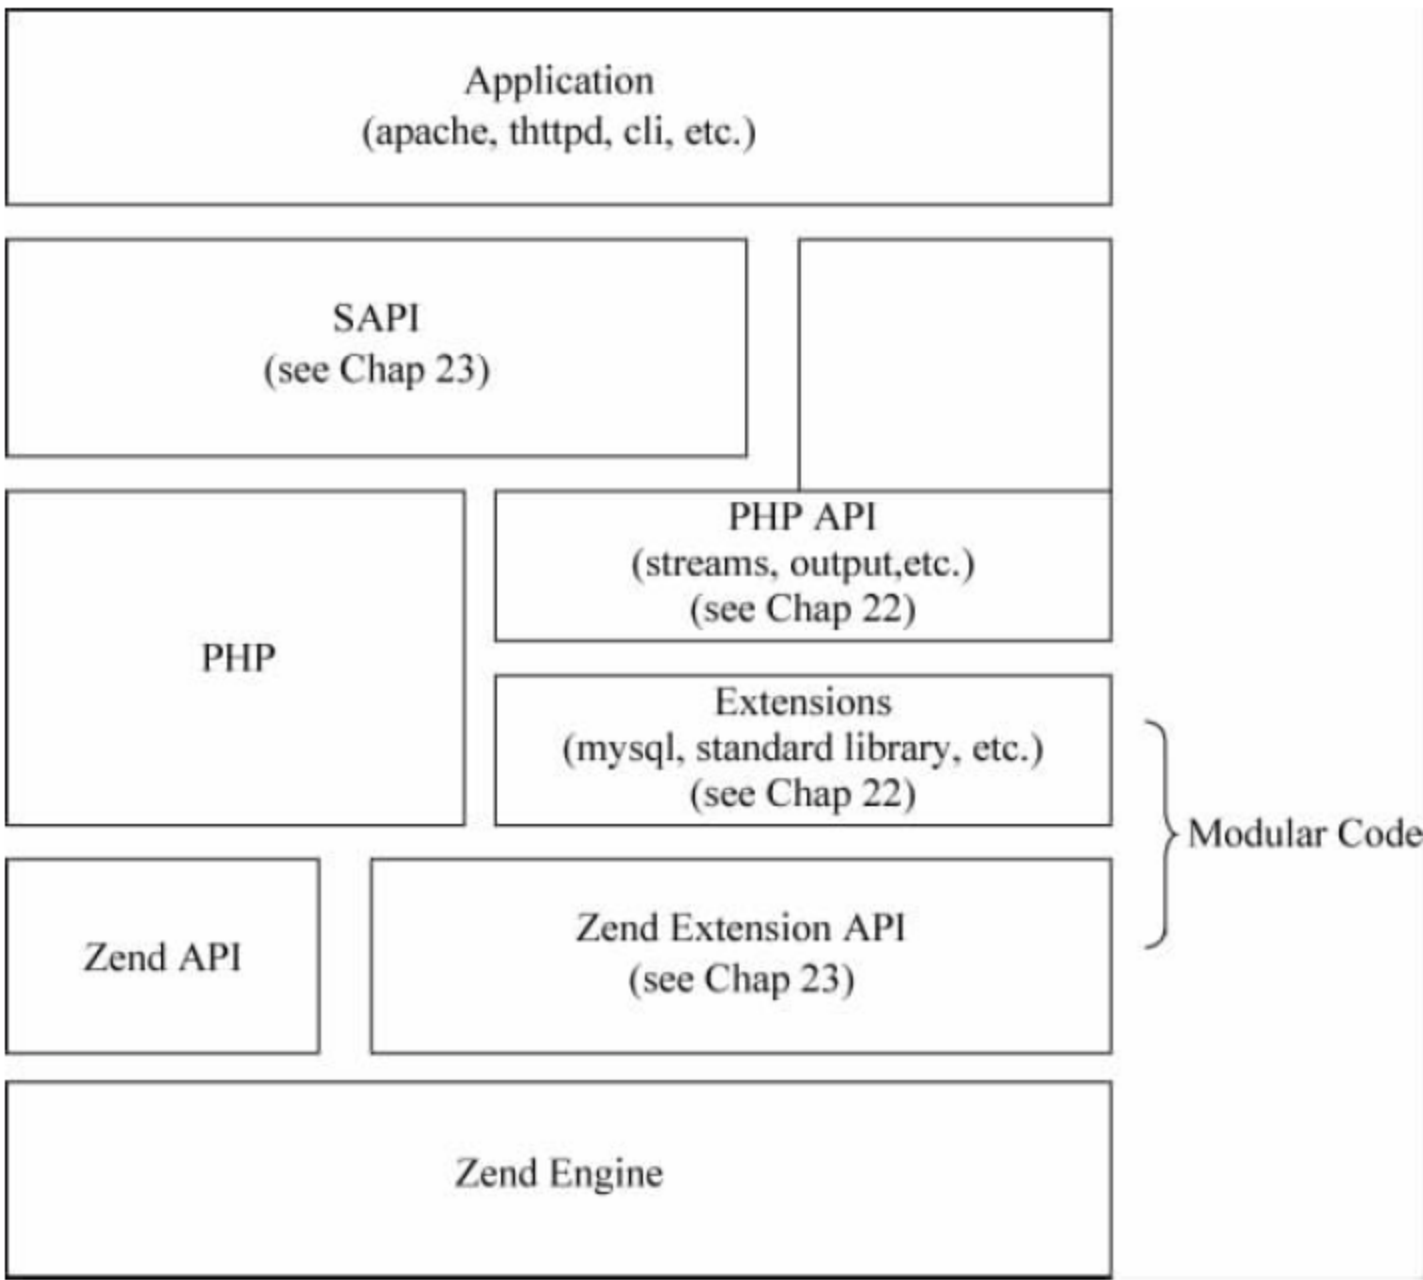 Application
(apache, thttpd, cli, etc.)
SAPI
(see Chap 23)
PHP API
(streams, output,etc.)
(see Chap 22)
PHP
Extensions
(mysql, standard library, etc.)
(see Chap 22)
Modular Code
Zend API
Zend Extension API
(see Chap 23)
Zend Engine